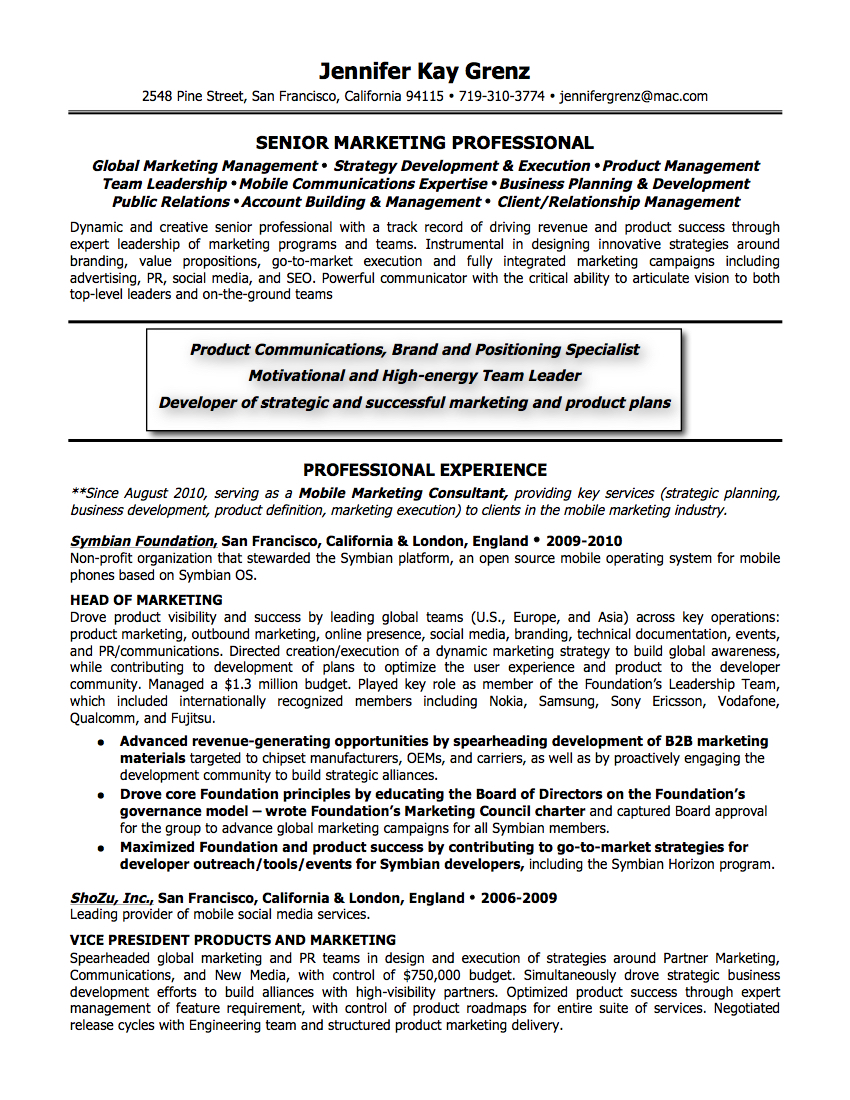 Jennifer Kay Grenz
2548 Pine Street, San Francisco, California 94115 • 719-310-3774 • jennifergrenz@mac.com
SENIOR MARKETING PROFESSIONAL
Global Marketing Management • Strategy Development & Execution • Product Management
Team Leadership • Mobile Communications Expertise • Business Planning & Development
Public Relations • Account Building & Management • Client/Relationship Management
Dynamic and creative senior professional with a track record of driving revenue and product success through
expert leadership of marketing programs and teams. Instrumental in designing innovative strategies around
branding, value propositions, go-to-market execution and fully integrated marketing campaigns including
advertising, PR, social media, and SEO. Powerful communicator with the critical ability to articulate vision to both
top-level leaders and on-the-ground teams
Product Communications, Brand and Positioning Specialist
Motivational and High-energy Team Leader
Developer of strategic and successful marketing and product plans
PROFESSIONAL EXPERIENCE
**Since August 2010, serving as a Mobile Marketing Consultant, providing key services (strategic planning,
business development, product definition, marketing execution) to clients in the mobile marketing industry.
Symbian Foundation, San Francisco, California & London, England • 2009-2010
Non-profit organization that stewarded the Symbian platform, an open source mobile operating system for mobile
phones based on Symbian OS.
HEAD OF MARKETING
Drove product visibility and success by leading global teams (U.S., Europe, and Asia) across key operations:
product marketing, outbound marketing, online presence, social media, branding, technical documentation, events,
and PR/communications. Directed creation/execution of a dynamic marketing strategy to build global awareness,
while contributing to development of plans to optimize the user experience and product to the developer
community. Managed a $1.3 million budget. Played key role as member of the Foundation's Leadership Team,
which included internationally recognized members including Nokia, Samsung, Sony Ericsson, Vodafone,
Qualcomm, and Fujitsu.
• Advanced revenue-generating opportunities by spearheading development of B2B marketing
materials targeted to chipset manufacturers, OEMs, and carriers, as well as by proactively engaging the
development community to build strategic alliances.
• Drove core Foundation principles by educating the Board of Directors on the Foundation's
governance model – wrote Foundation's Marketing Council charter and captured Board approval
for the group to advance global marketing campaigns for all Symbian members.
• Maximized Foundation and product success by contributing to go-to-market strategies for
developer outreach/tools/events for Symbian developers, including the Symbian Horizon program.
ShoZu, Inc., San Francisco, California & London, England • 2006-2009
Leading provider of mobile social media services.
VICE PRESIDENT PRODUCTS AND MARKETING
Spearheaded global marketing and PR teams in design and execution of strategies around Partner Marketing,
Communications, and New Media, with control of $750,000 budget. Simultaneously drove strategic business
development efforts to build alliances with high-visibility partners. Optimized product success through expert
management of feature requirement, with control of product roadmaps for entire suite of services. Negotiated
release cycles with Engineering team and structured product marketing delivery.